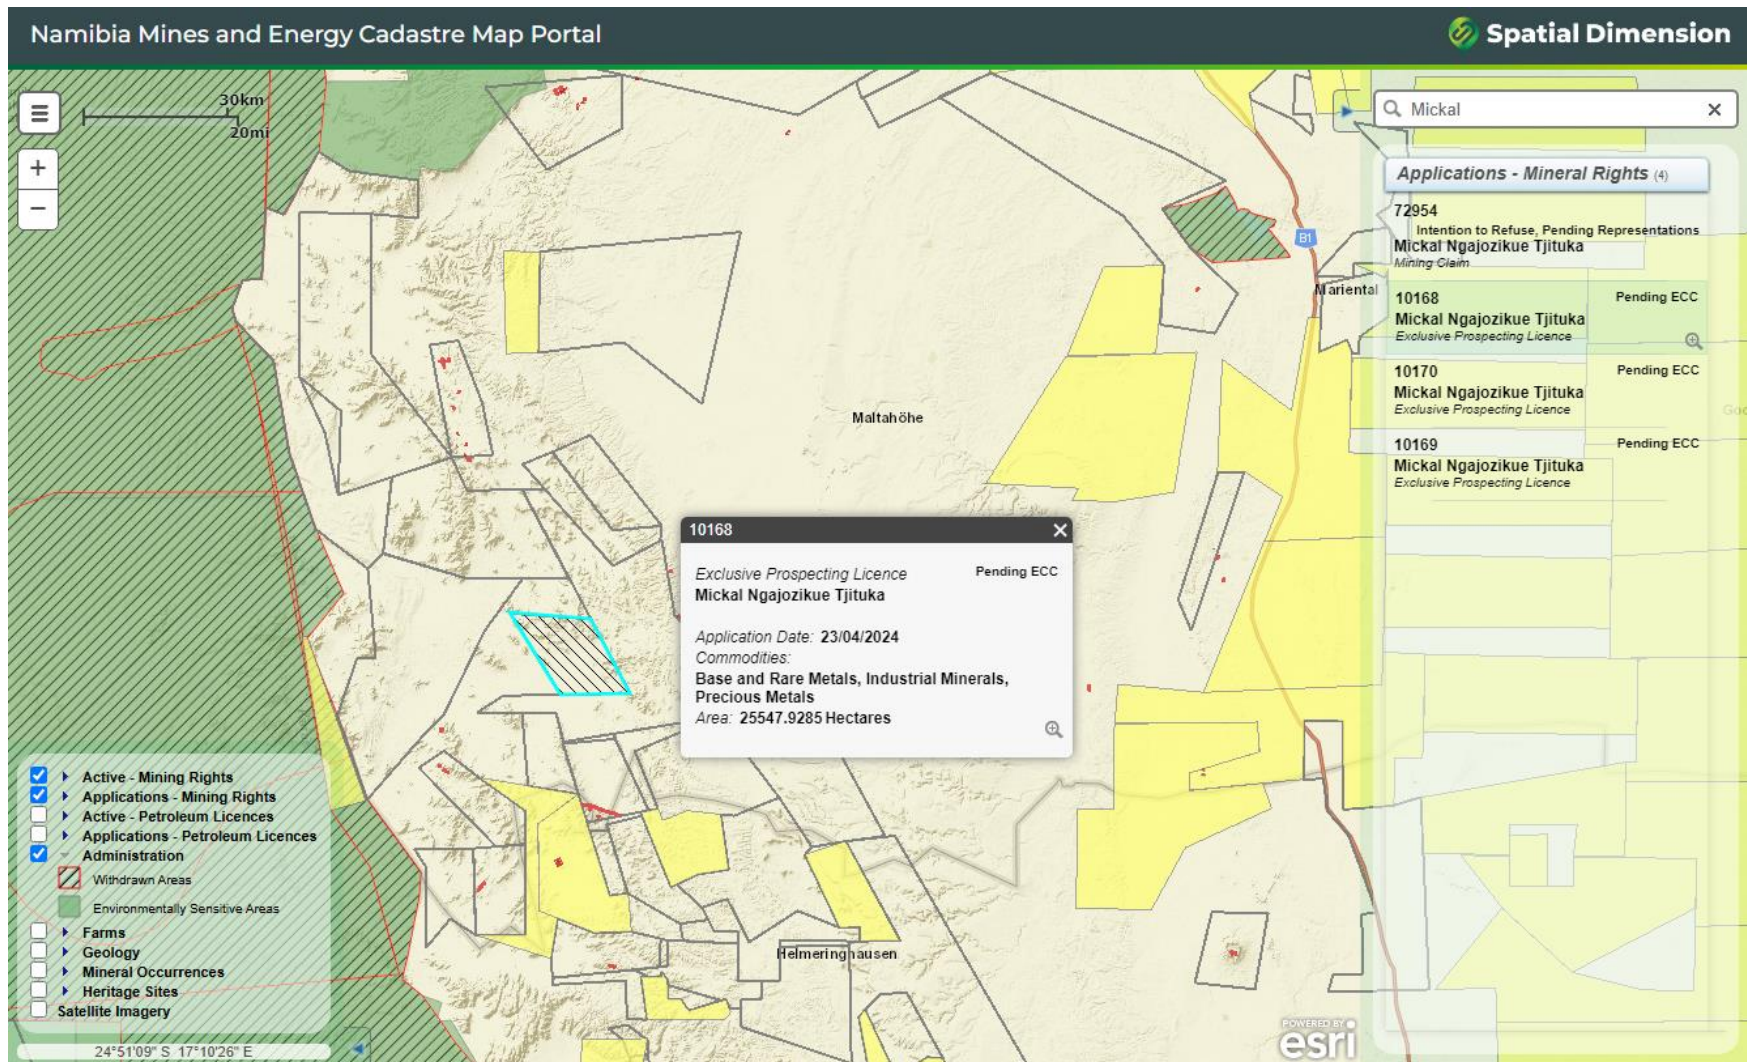 Namibia Mines and Energy Cadastre Map Portal
Spatial Dimension
30km
20mi
+
−
Mickal
Applications - Mineral Rights (4)
72954
Intention to Refuse, Pending Representations
Mickal Ngajozikue Tjituka
Mining Claim
10168 Pending ECC
Mickal Ngajozikue Tjituka
Exclusive Prospecting Licence
10170 Pending ECC
Mickal Ngajozikue Tjituka
Exclusive Prospecting Licence
10169 Pending ECC
Mickal Ngajozikue Tjituka
Exclusive Prospecting Licence
B1
Mariental
Maltahöhe
10168
Exclusive Prospecting Licence Pending ECC
Mickal Ngajozikue Tjituka
Application Date: 23/04/2024
Commodities:
Base and Rare Metals, Industrial Minerals,
Precious Metals
Area: 25547.9285 Hectares
Active - Mining Rights
Applications - Mining Rights
Active - Petroleum Licences
Applications - Petroleum Licences
Administration
Withdrawn Areas
Environmentally Sensitive Areas
Farms
Geology
Mineral Occurrences
Heritage Sites
Satellite Imagery
Helmeringhausen
24°51'09" S 17°10'26" E
POWERED BY
esri